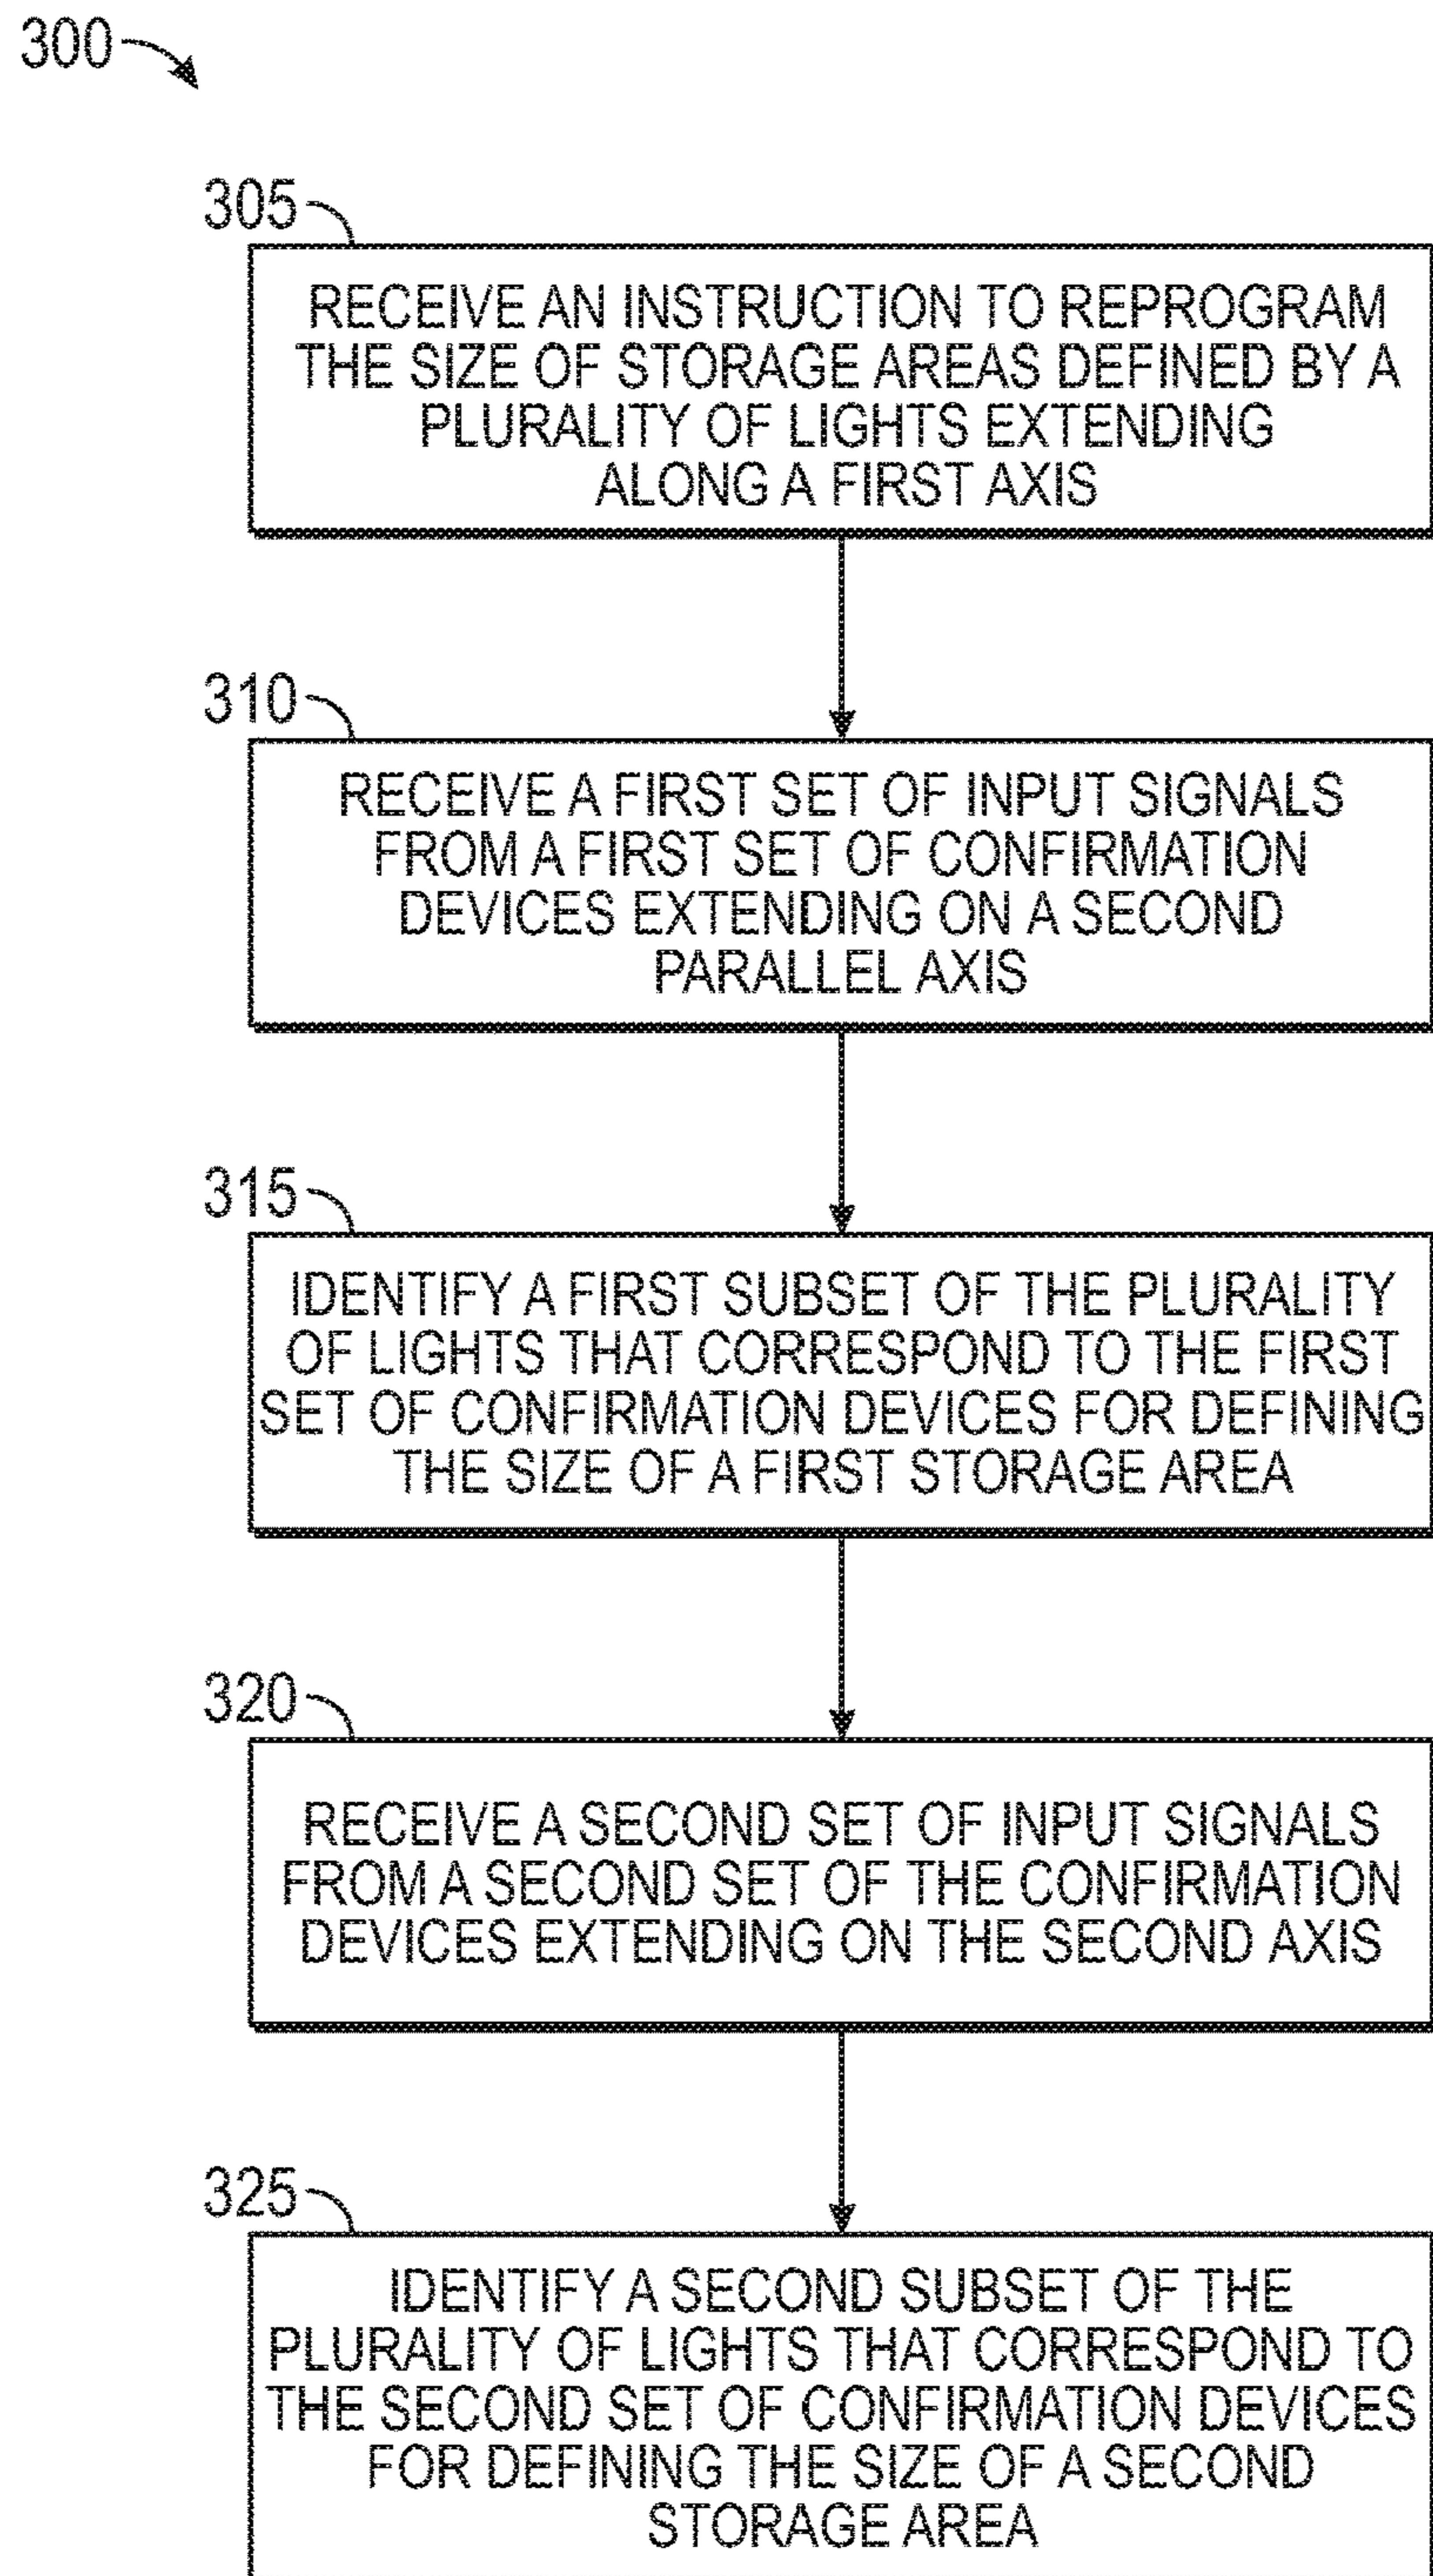 300
305
RECEIVE AN INSTRUCTION TO REPROGRAM
THE SIZE OF STORAGE AREAS DEFINED BY A
PLURALITY OF LIGHTS EXTENDING
ALONG A FIRST AXIS
310
RECEIVE A FIRST SET OF INPUT SIGNALS
FROM A FIRST SET OF CONFIRMATION
DEVICES EXTENDING ON A SECOND
PARALLEL AXIS
315
IDENTIFY A FIRST SUBSET OF THE PLURALITY
OF LIGHTS THAT CORRESPOND TO THE FIRST
SET OF CONFIRMATION DEVICES FOR DEFINING
THE SIZE OF A FIRST STORAGE AREA
320
RECEIVE A SECOND SET OF INPUT SIGNALS
FROM A SECOND SET OF THE CONFIRMATION
DEVICES EXTENDING ON THE SECOND AXIS
325
IDENTIFY A SECOND SUBSET OF THE
PLURALITY OF LIGHTS THAT CORRESPOND TO
THE SECOND SET OF CONFIRMATION DEVICES
FOR DEFINING THE SIZE OF A SECOND
STORAGE AREA